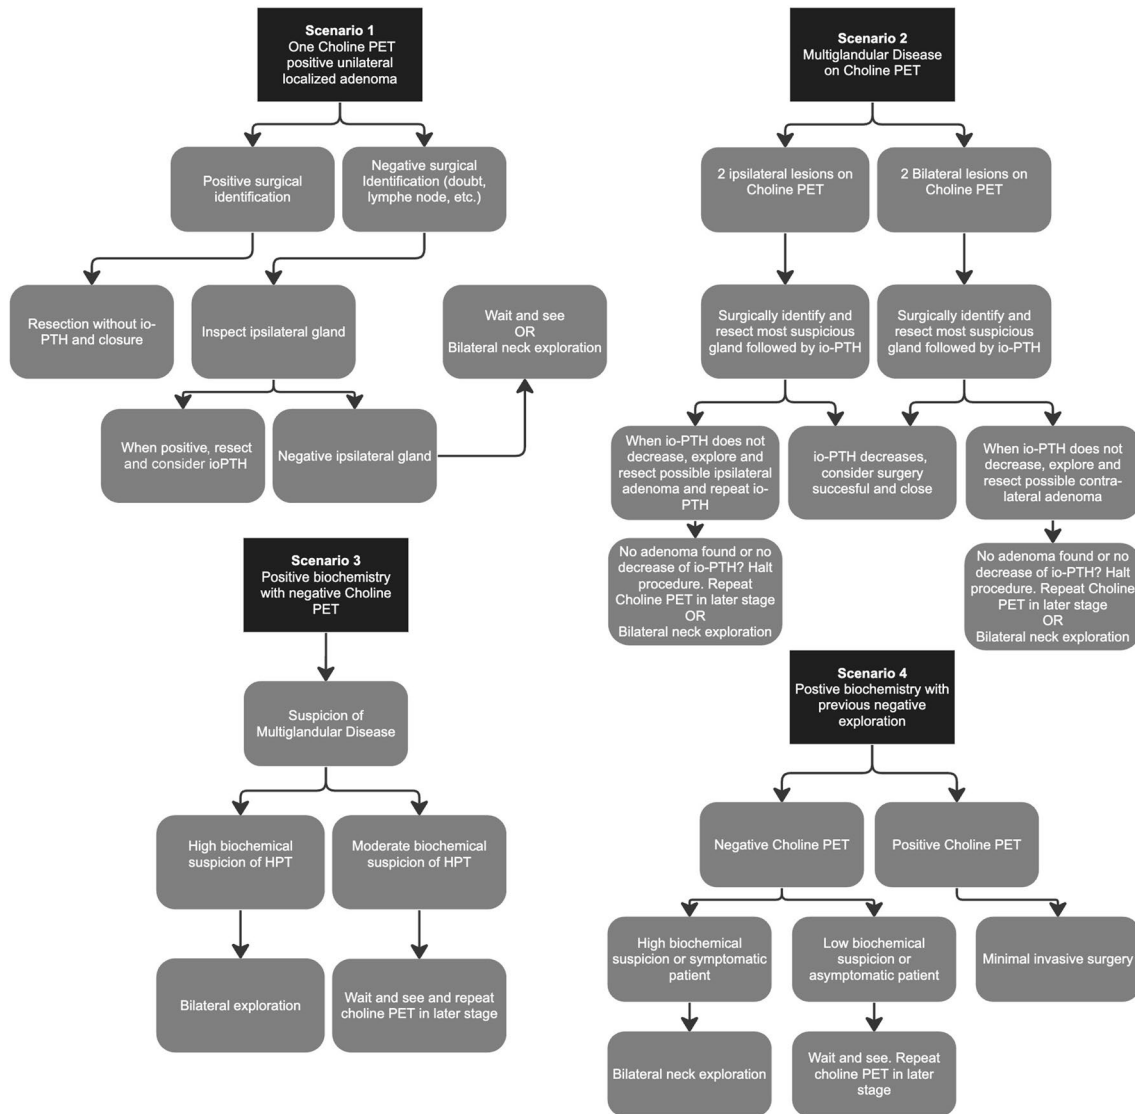 Scenario 1
One Choline PET
positive unilateral
localized adenoma
Positive surgical
identification
Negative surgical
Identification (doubt,
lymphe node, etc.)
Resection without io-
PTH and closure
Inspect ipsilateral gland
Wait and see
OR
Bilateral neck exploration
When positive, resect
and consider ioPTH
Negative ipsilateral gland
Scenario 2
Multiglandular Disease
on Choline PET
2 ipsilateral lesions on
Choline PET
2 Bilateral lesions on
Choline PET
Surgically identify and
resect most suspicious
gland followed by io-PTH
Surgically identify and
resect most suspicious
gland followed by io-PTH
When io-PTH does not
decrease, explore and
resect possible ipsilateral
adenoma and repeat io-
PTH
io-PTH decreases,
consider surgery
succesful and close
When io-PTH does not
decrease, explore and
resect possible contra-
lateral adenoma
No adenoma found or no
decrease of io-PTH? Halt
procedure. Repeat
Choline PET in later stage
OR
Bilateral neck exploration
No adenoma found or no
decrease of io-PTH? Halt
procedure. Repeat Choline
PET in later stage
OR
Bilateral neck exploration
Scenario 3
Positive biochemistry
with negative Choline
PET
Suspicion of
Multiglandular Disease
High biochemical
suspicion of HPT
Moderate biochemical
suspicion of HPT
Bilateral exploration
Wait and see and repeat
choline PET in later stage
Scenario 4
Postive biochemistry with
previous negative
exploration
Negative Choline PET
Positive Choline PET
High biochemical
suspicion or symptomatic
patient
Low biochemical
suspicion or
asymptomatic patient
Minimal invasive surgery
Bilateral neck exploration
Wait and see. Repeat
choline PET in later
stage